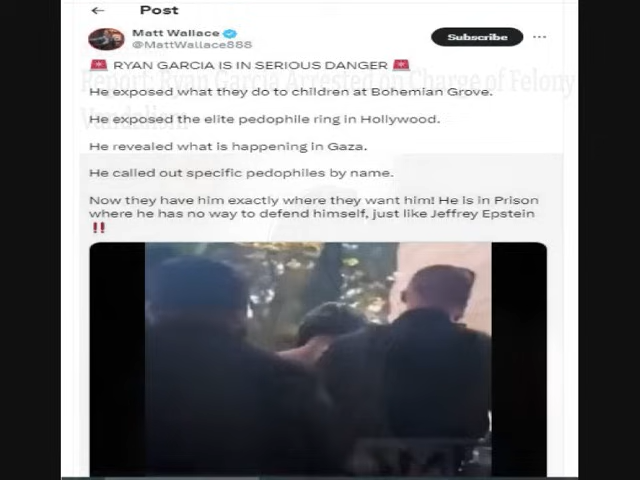 Post
Matt Wallace
@MattWallace888
Subscribe
🚨 RYAN GARCIA IS IN SERIOUS DANGER 🚨
Report: Ryan Garcia Arrested on Charge of Felony
Vandalism
He exposed what they do to children at Bohemian Grove.
He exposed the elite pedophile ring in Hollywood.
He revealed what is happening in Gaza.
He called out specific pedophiles by name.
Now they have him exactly where they want him! He is in Prison
where he has no way to defend himself, just like Jeffrey Epstein
‼️